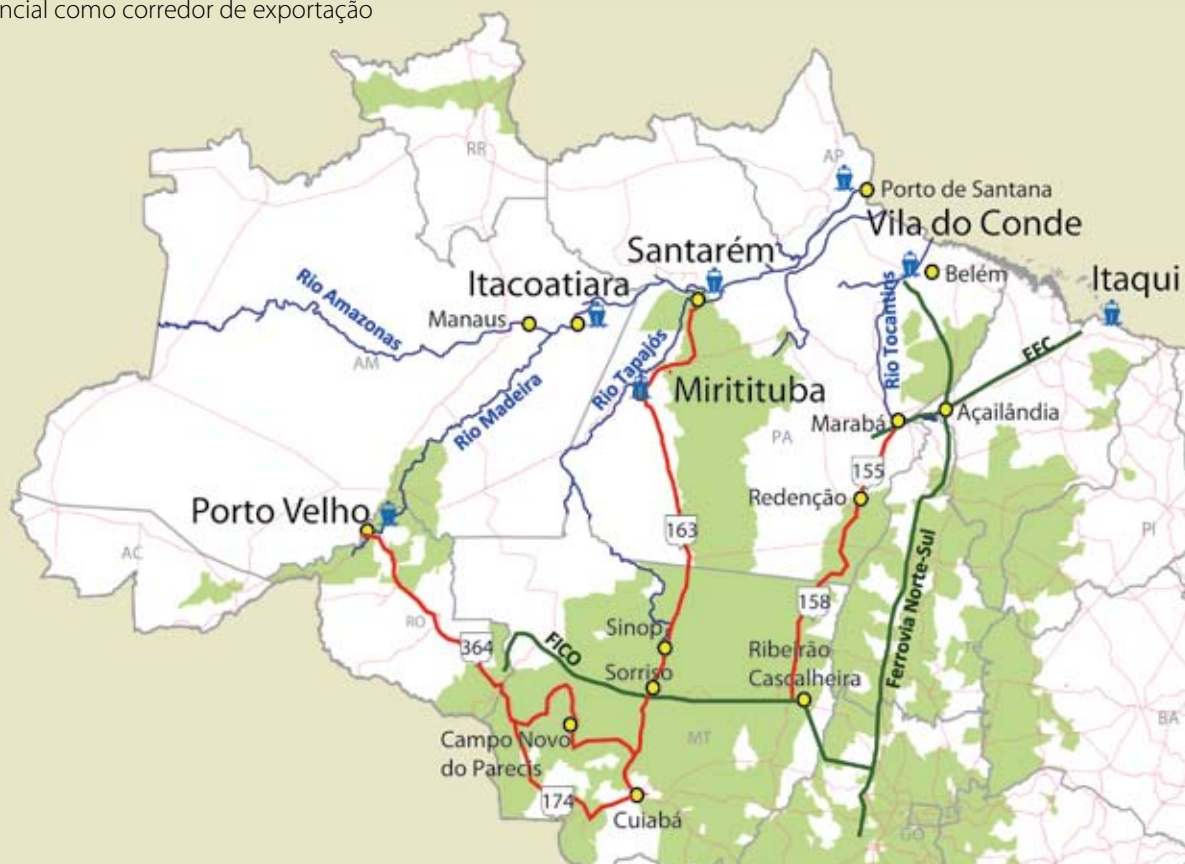 ncial como corredor de exportação
RR
AP
Porto de Santana
Vila do Conde
Santarém
Belém
Itaqui
Itacoatiara
Rio Amazonas
Manaus
Rio Tocantins
AM
Rio Tapajós
EFC
Rio Madeira
Miritituba
Açailândia
Marabá
PA
155
Redenção
Porto Velho
163
PI
AC
Ferrovia Norte-Sul
158
RO
Sinop
364
FICO
Ribeirão
Cascalheira
Sorriso
BA
Campo Novo
do Parecis
MT
174
Cuiabá
GO